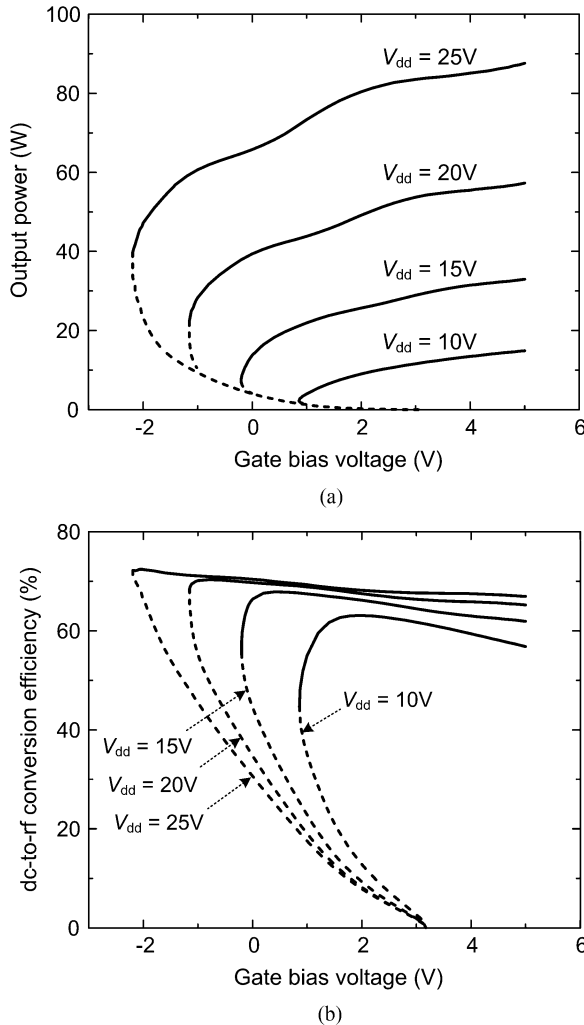 100
80
60
40
20
0
Output power (W)
V_dd = 25V
V_dd = 20V
V_dd = 15V
V_dd = 10V
-2
0
2
4
6
Gate bias voltage (V)
(a)
80
60
40
20
0
dc-to-rf conversion efficiency (%)
V_dd = 10V
V_dd = 15V
V_dd = 20V
V_dd = 25V
-2
0
2
4
6
Gate bias voltage (V)
(b)